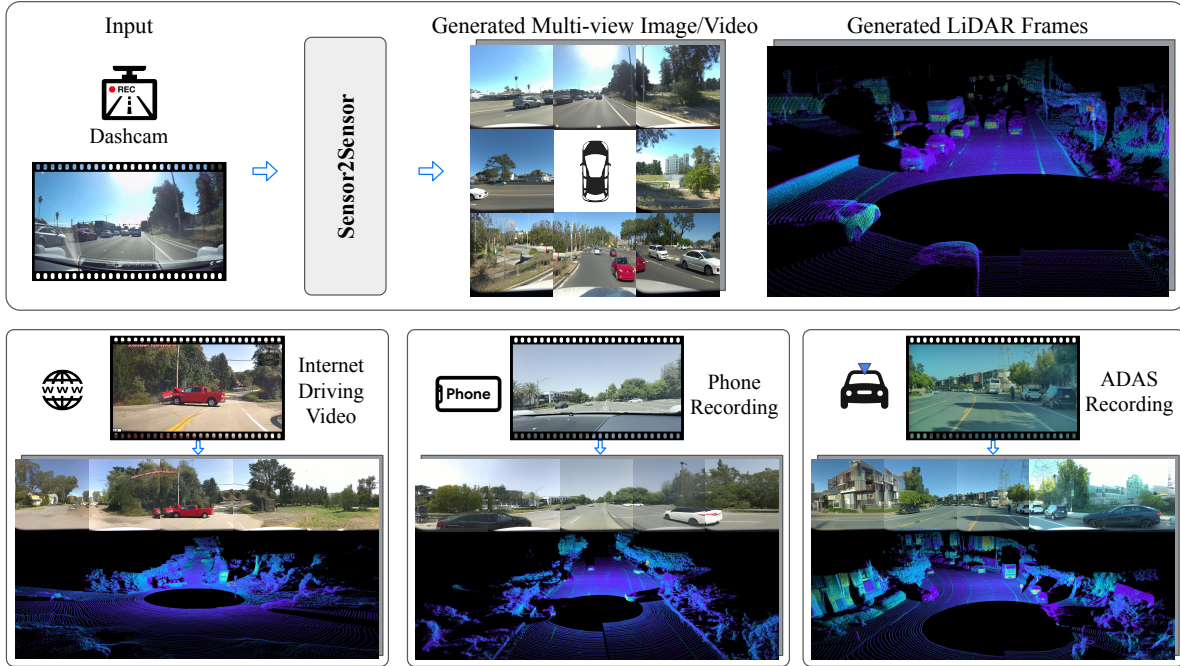 Input
Generated Multi-view Image/Video
Generated LiDAR Frames
REC
Dashcam
Sensor2Sensor
www
Internet
Driving
Video
Phone
Phone
Recording
ADAS
Recording